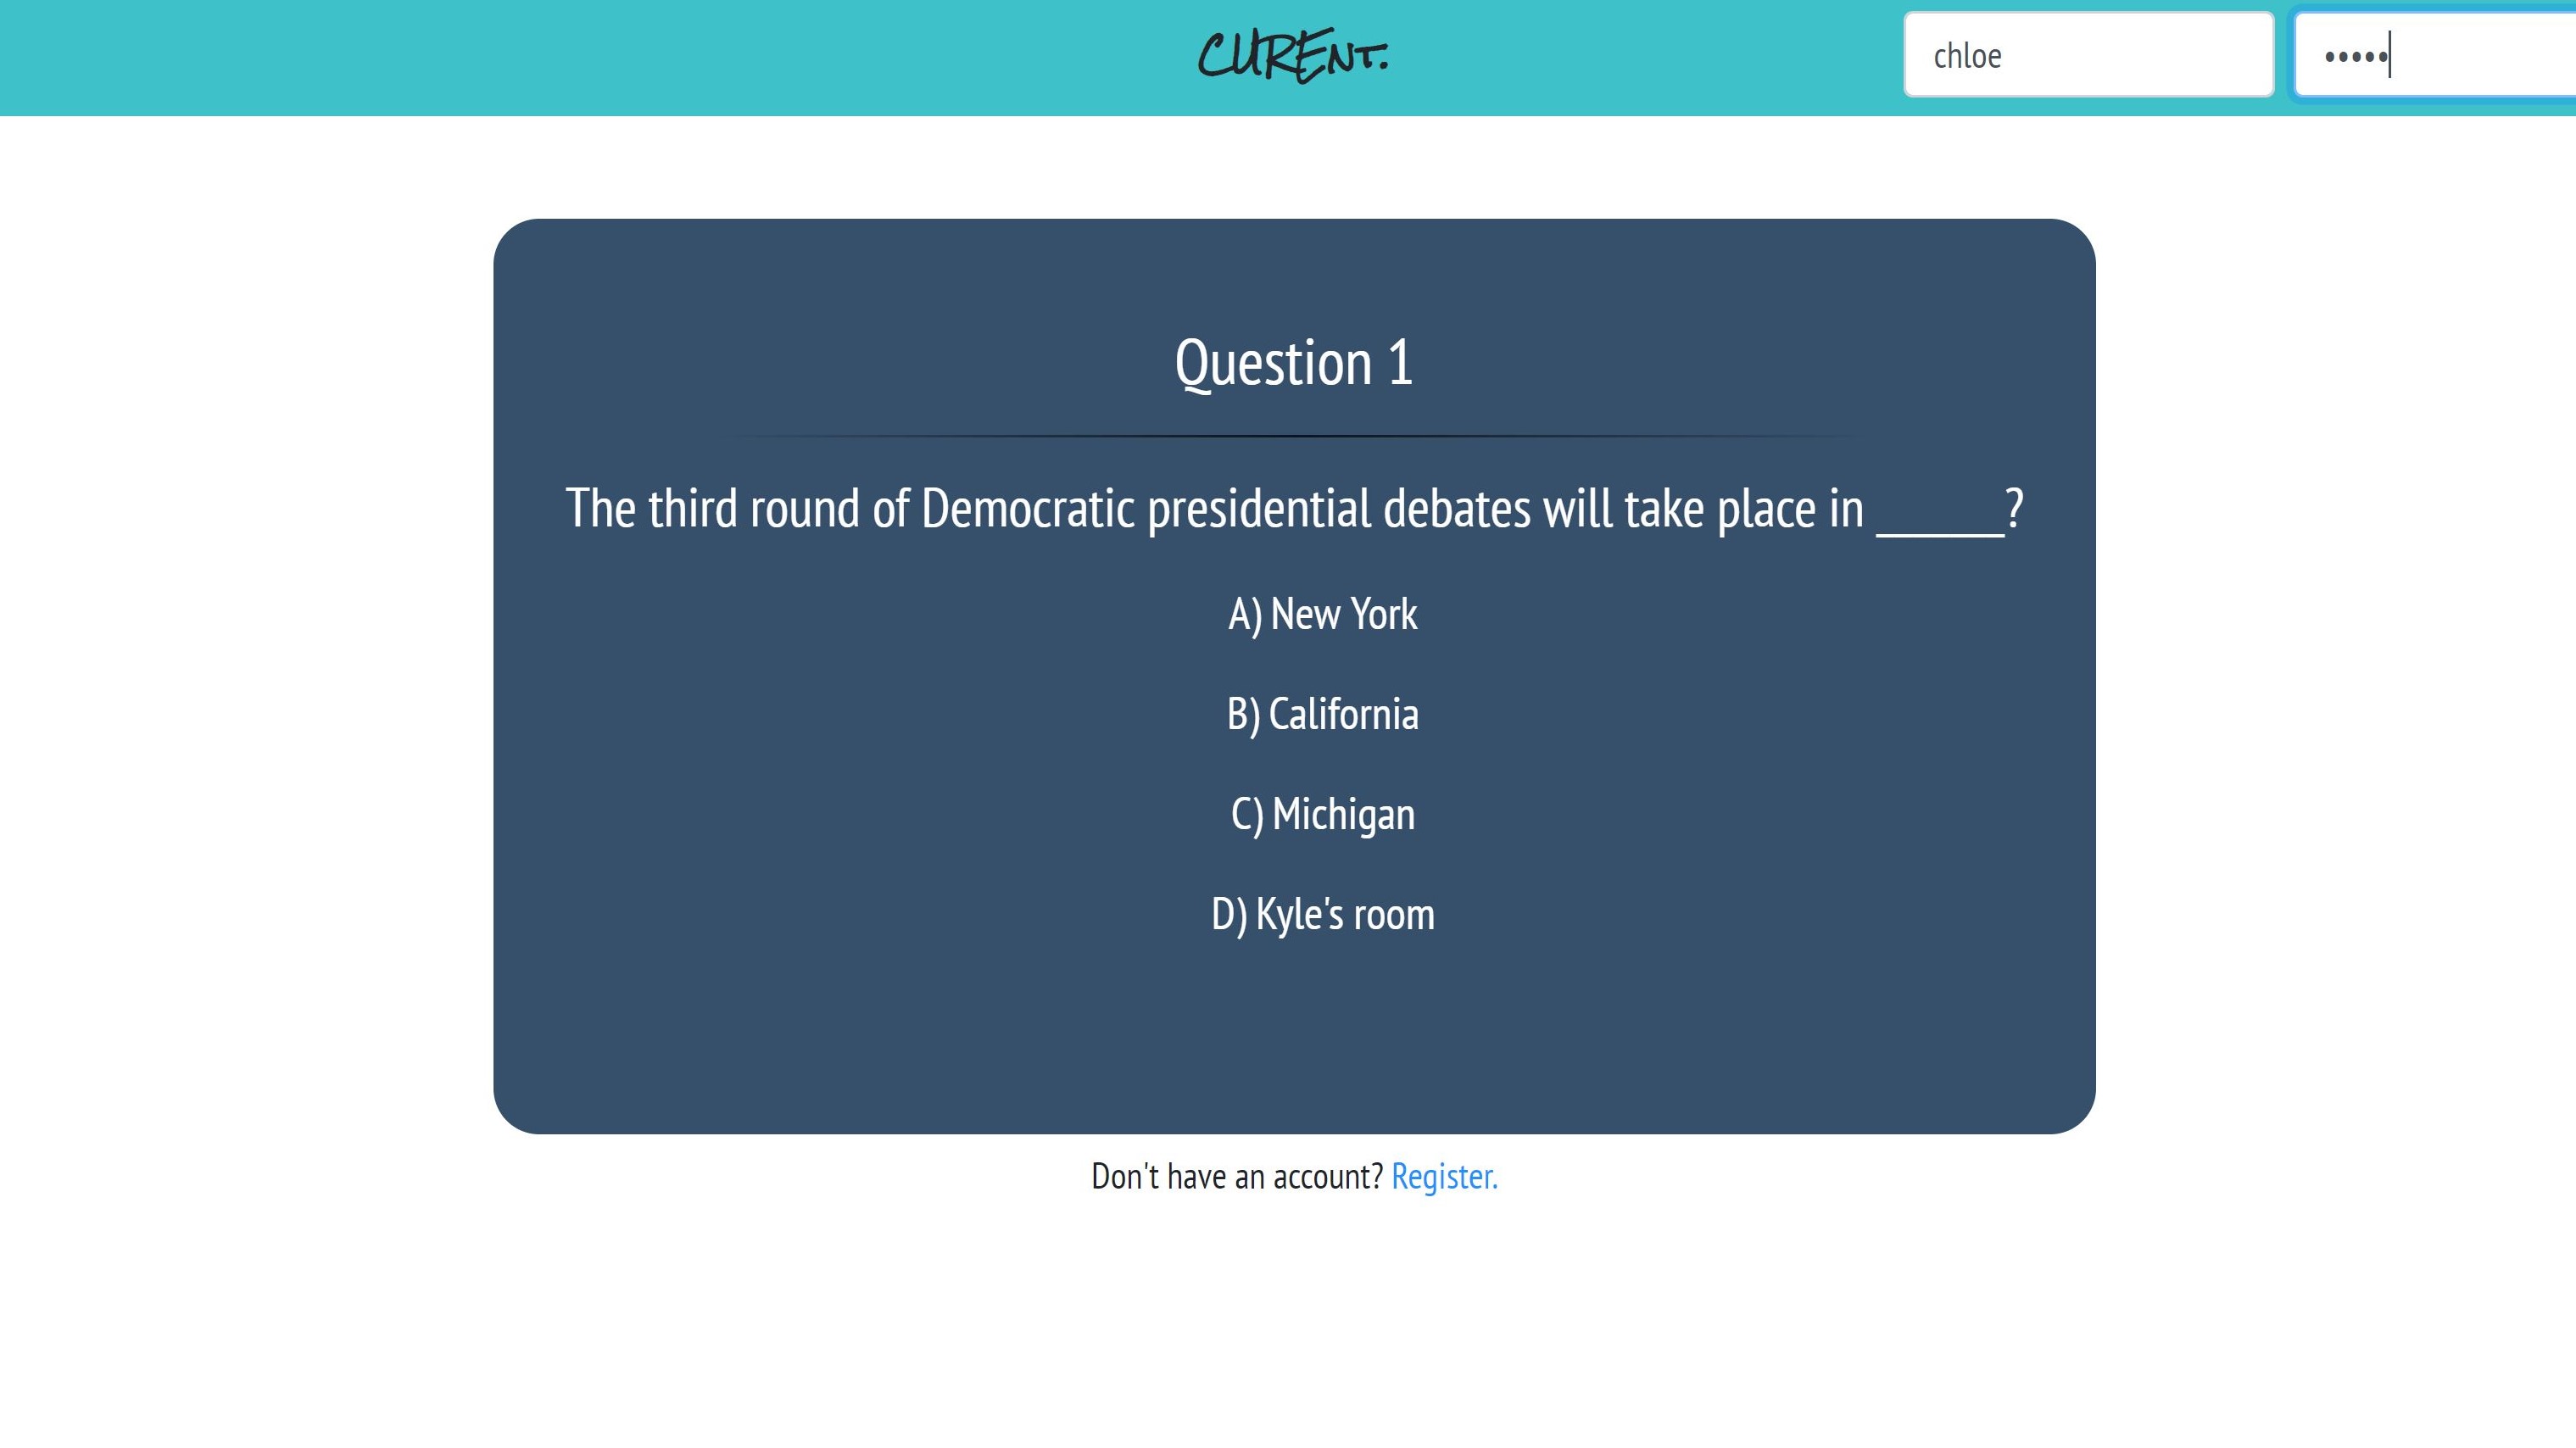 CURENT.
chloe
•••••
Question 1
The third round of Democratic presidential debates will take place in ______?
A) New York
B) California
C) Michigan
D) Kyle's room
Don't have an account? Register.